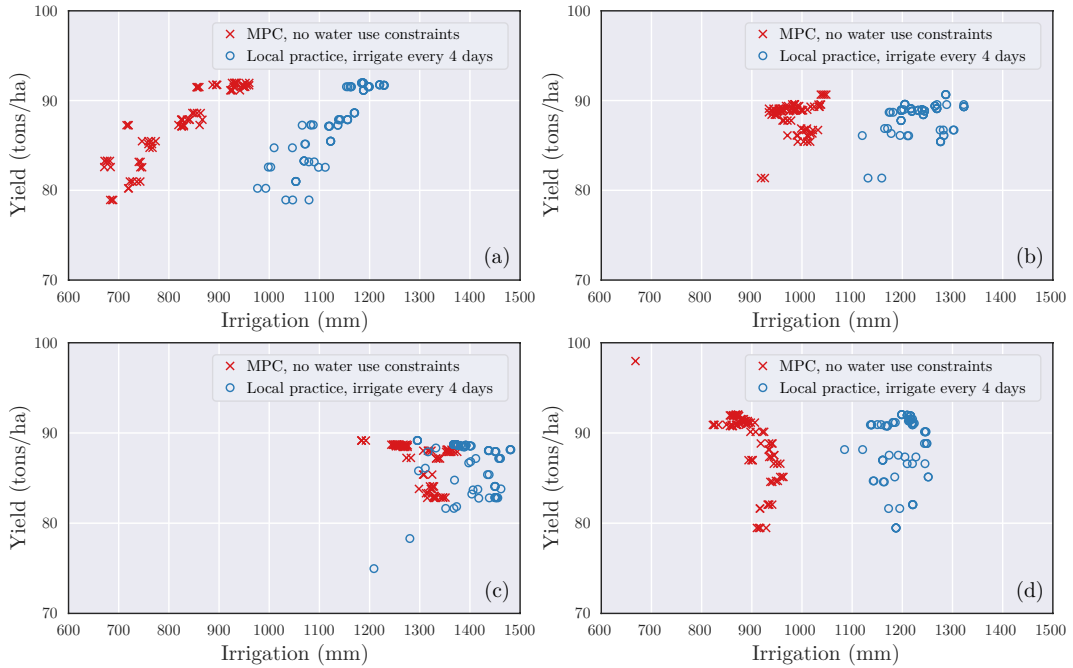 100
90
80
70
Yield (tons/ha)
MPC, no water use constraints
Local practice, irrigate every 4 days
(a)
600 700 800 900 1000 1100 1200 1300 1400 1500
Irrigation (mm)
100
90
80
70
Yield (tons/ha)
MPC, no water use constraints
Local practice, irrigate every 4 days
(b)
600 700 800 900 1000 1100 1200 1300 1400 1500
Irrigation (mm)
100
90
80
70
Yield (tons/ha)
MPC, no water use constraints
Local practice, irrigate every 4 days
(c)
600 700 800 900 1000 1100 1200 1300 1400 1500
Irrigation (mm)
100
90
80
70
Yield (tons/ha)
MPC, no water use constraints
Local practice, irrigate every 4 days
(d)
600 700 800 900 1000 1100 1200 1300 1400 1500
Irrigation (mm)